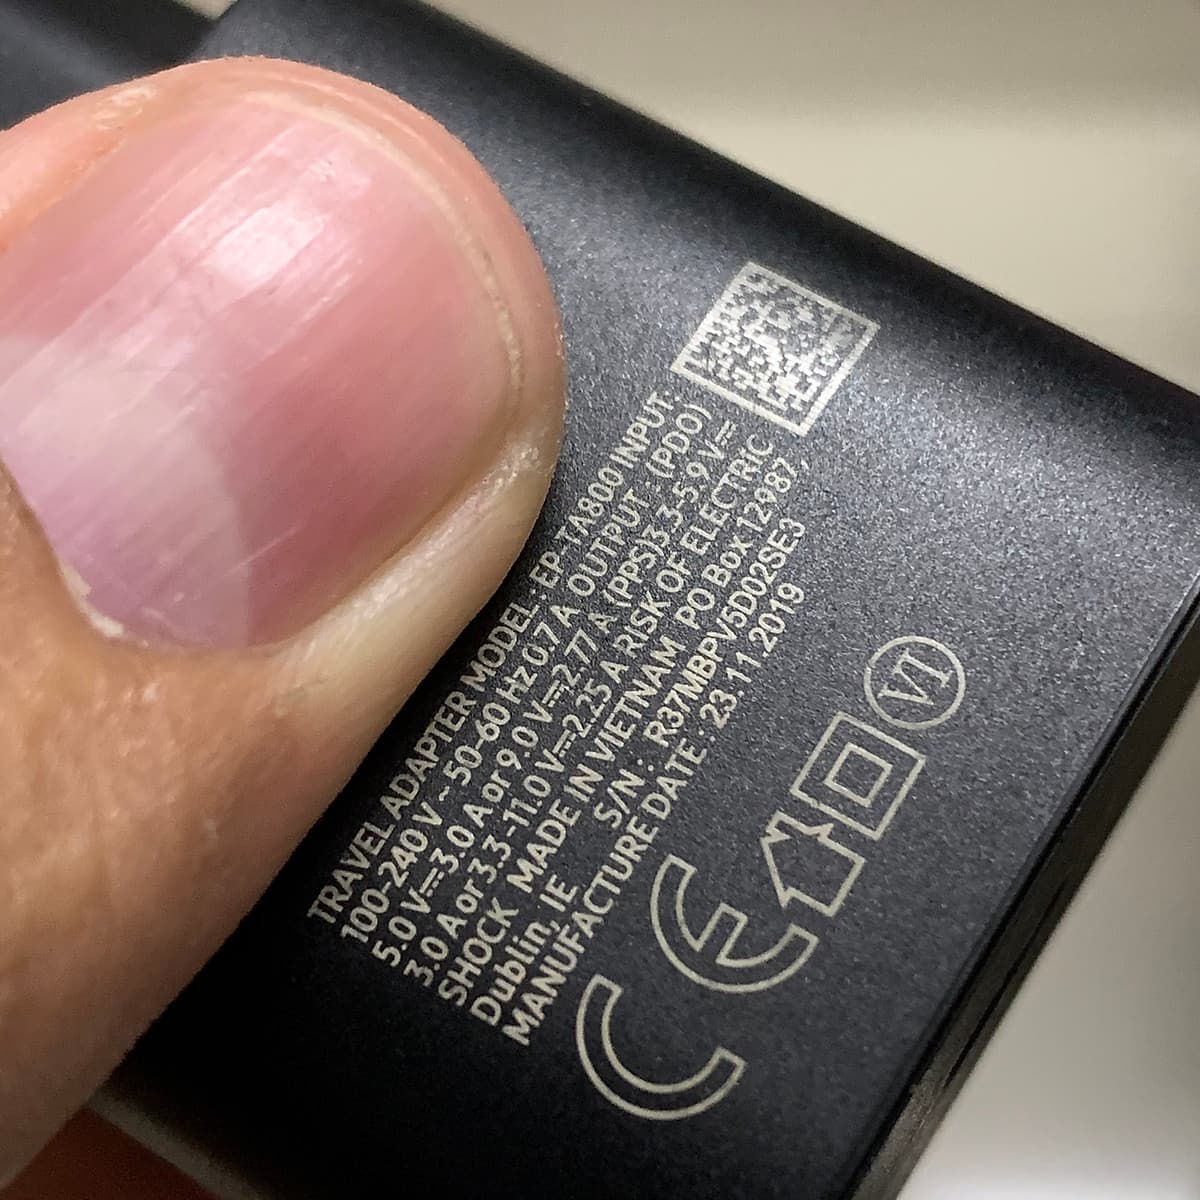 TRAVEL ADAPTER MODEL : EP-TA800 INPUT:
100-240 V ~ 50-60 Hz 0.7 A OUTPUT : (PDO)
5.0 V⎓3.0 A or 9.0 V⎓2.77 A (PPS)3.3-5.9 V⎓
3.0 A or 3.3-11.0 V⎓2.25 A RISK OF ELECTRIC
SHOCK MADE IN VIETNAM PO Box 12987,
Dublin, IE S/N : R37MBPV5D02SE3
MANUFACTURE DATE : 23.11.2019
CE
VI